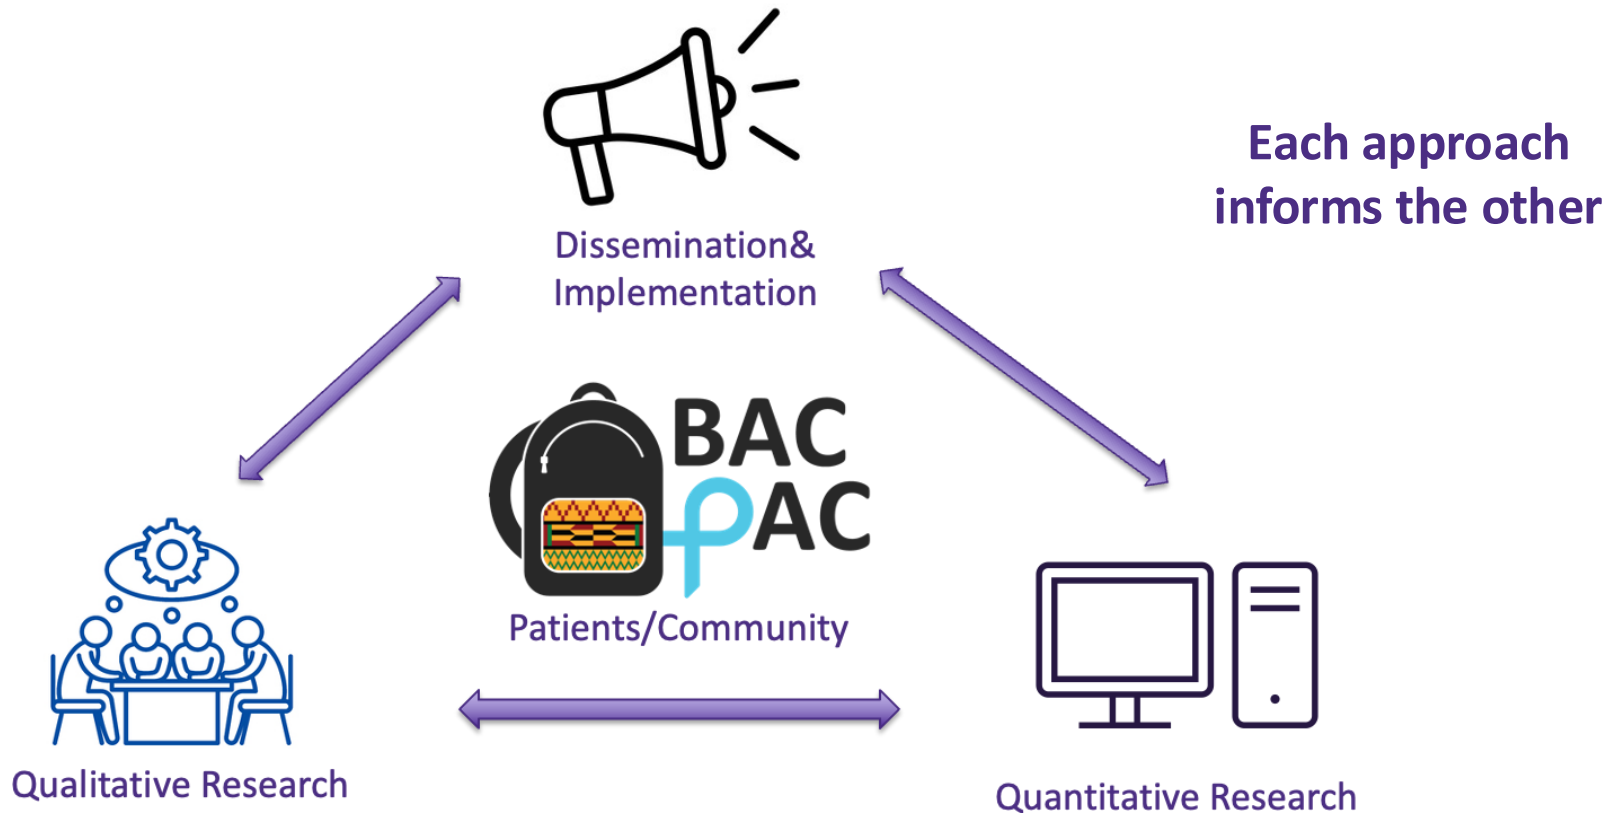 Each approach
informs the other
Dissemination&
Implementation
BAC
PAC
Patients/Community
Qualitative Research
Quantitative Research